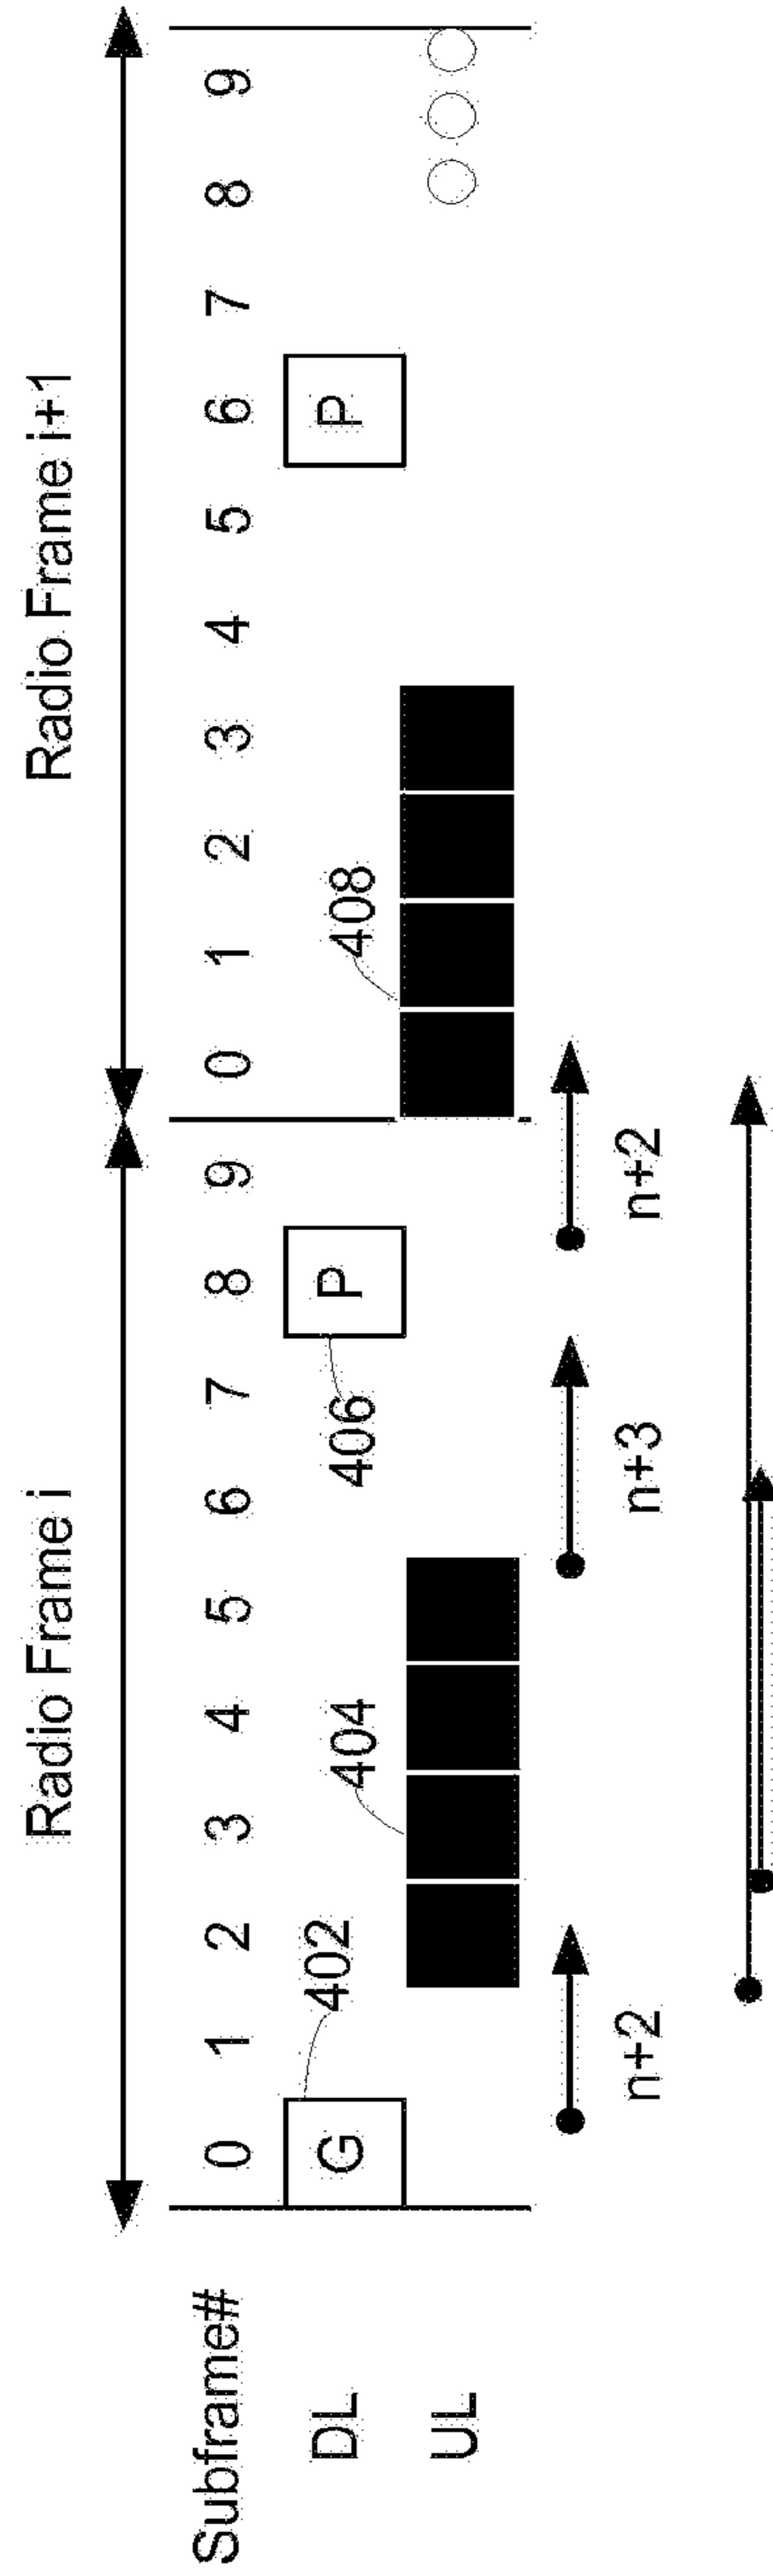 Radio Frame i Radio Frame i+1
Subframe# 0 1 2 3 4 5 6 7 8 9 0 1 2 3 4 5 6 7 8 9
402 404 406 408
DL G P P
UL
n+2 n+3 n+2